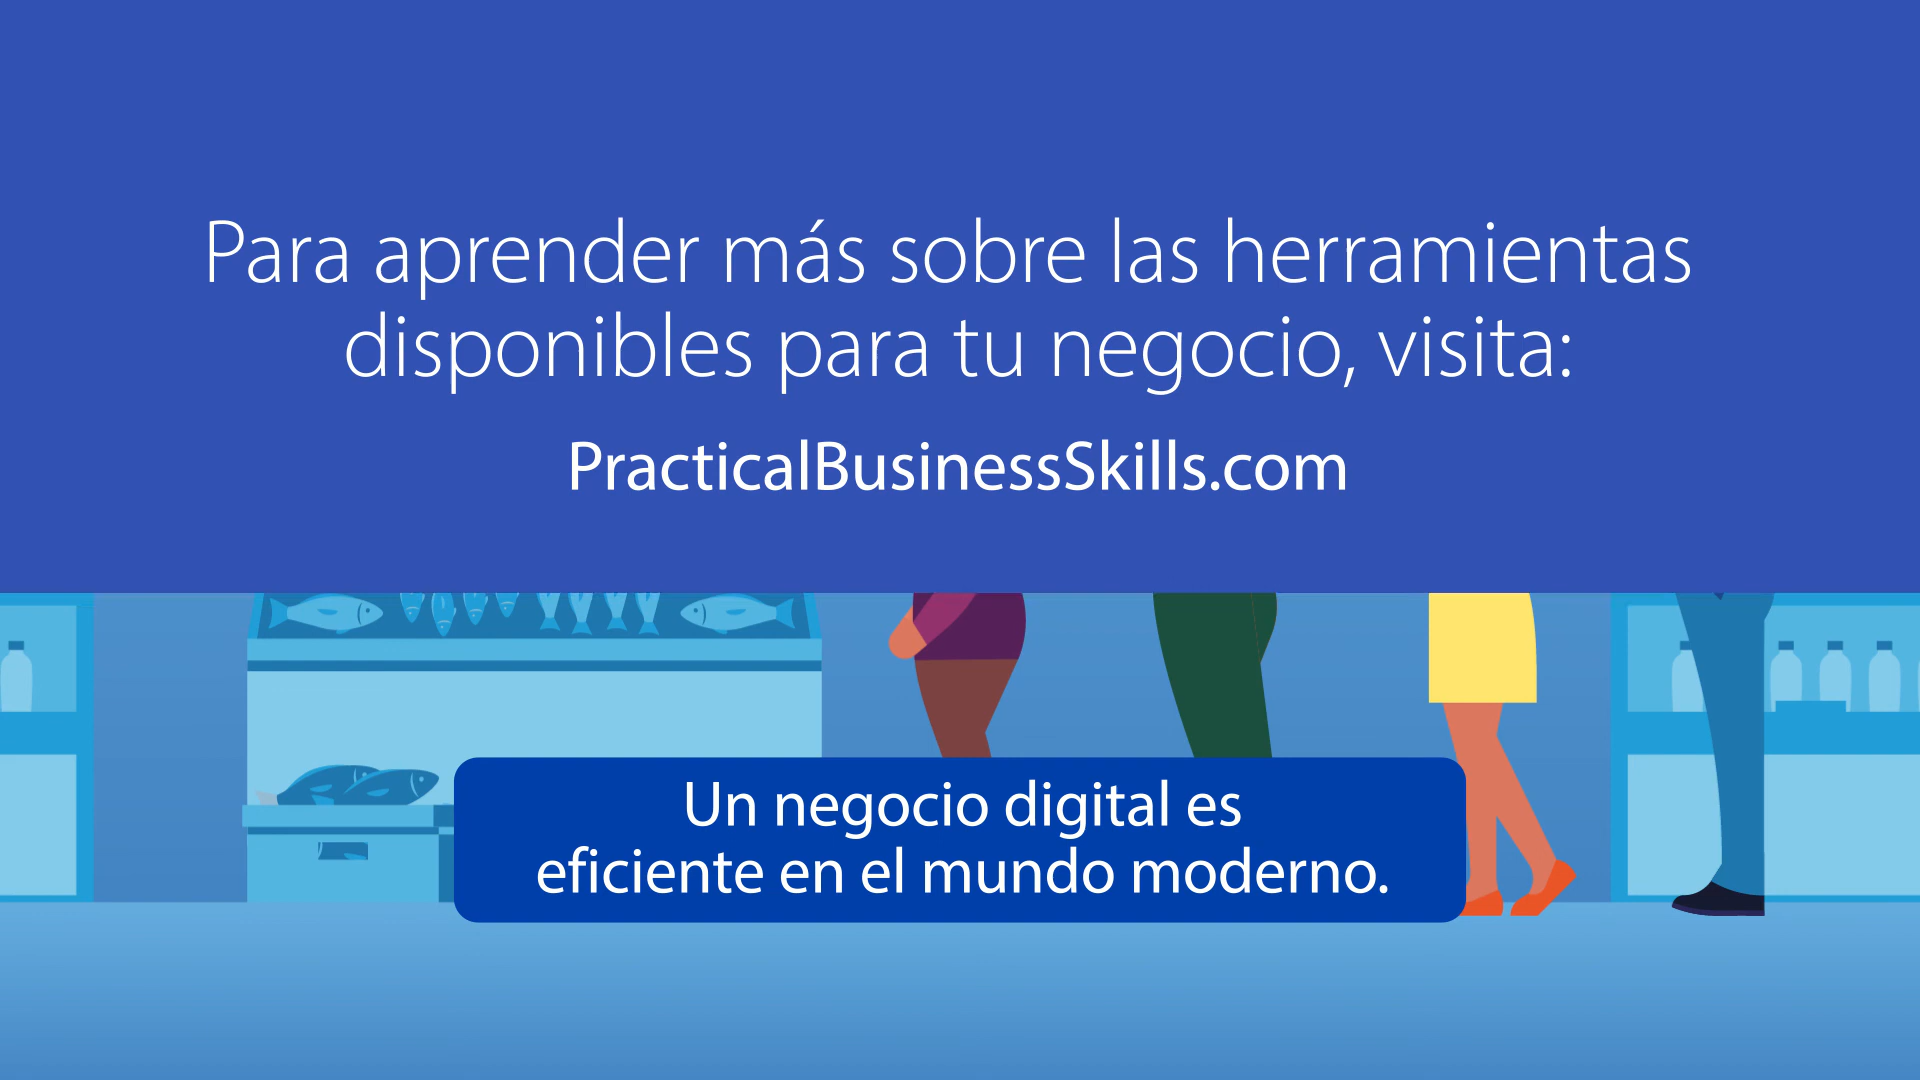 Para aprender más sobre las herramientas
disponibles para tu negocio, visita:
PracticalBusinessSkills.com
Un negocio digital es
eficiente en el mundo moderno.